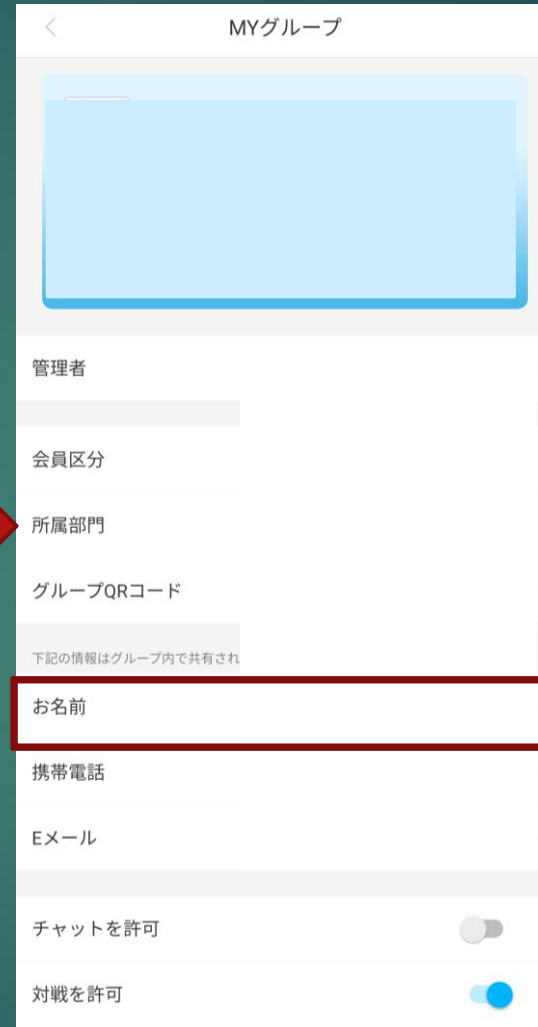 MYグループ
管理者
会員区分
所属部門
グループQRコード
下記の情報はグループ内で共有され
お名前
携帯電話
Eメール
チャットを許可
対戦を許可